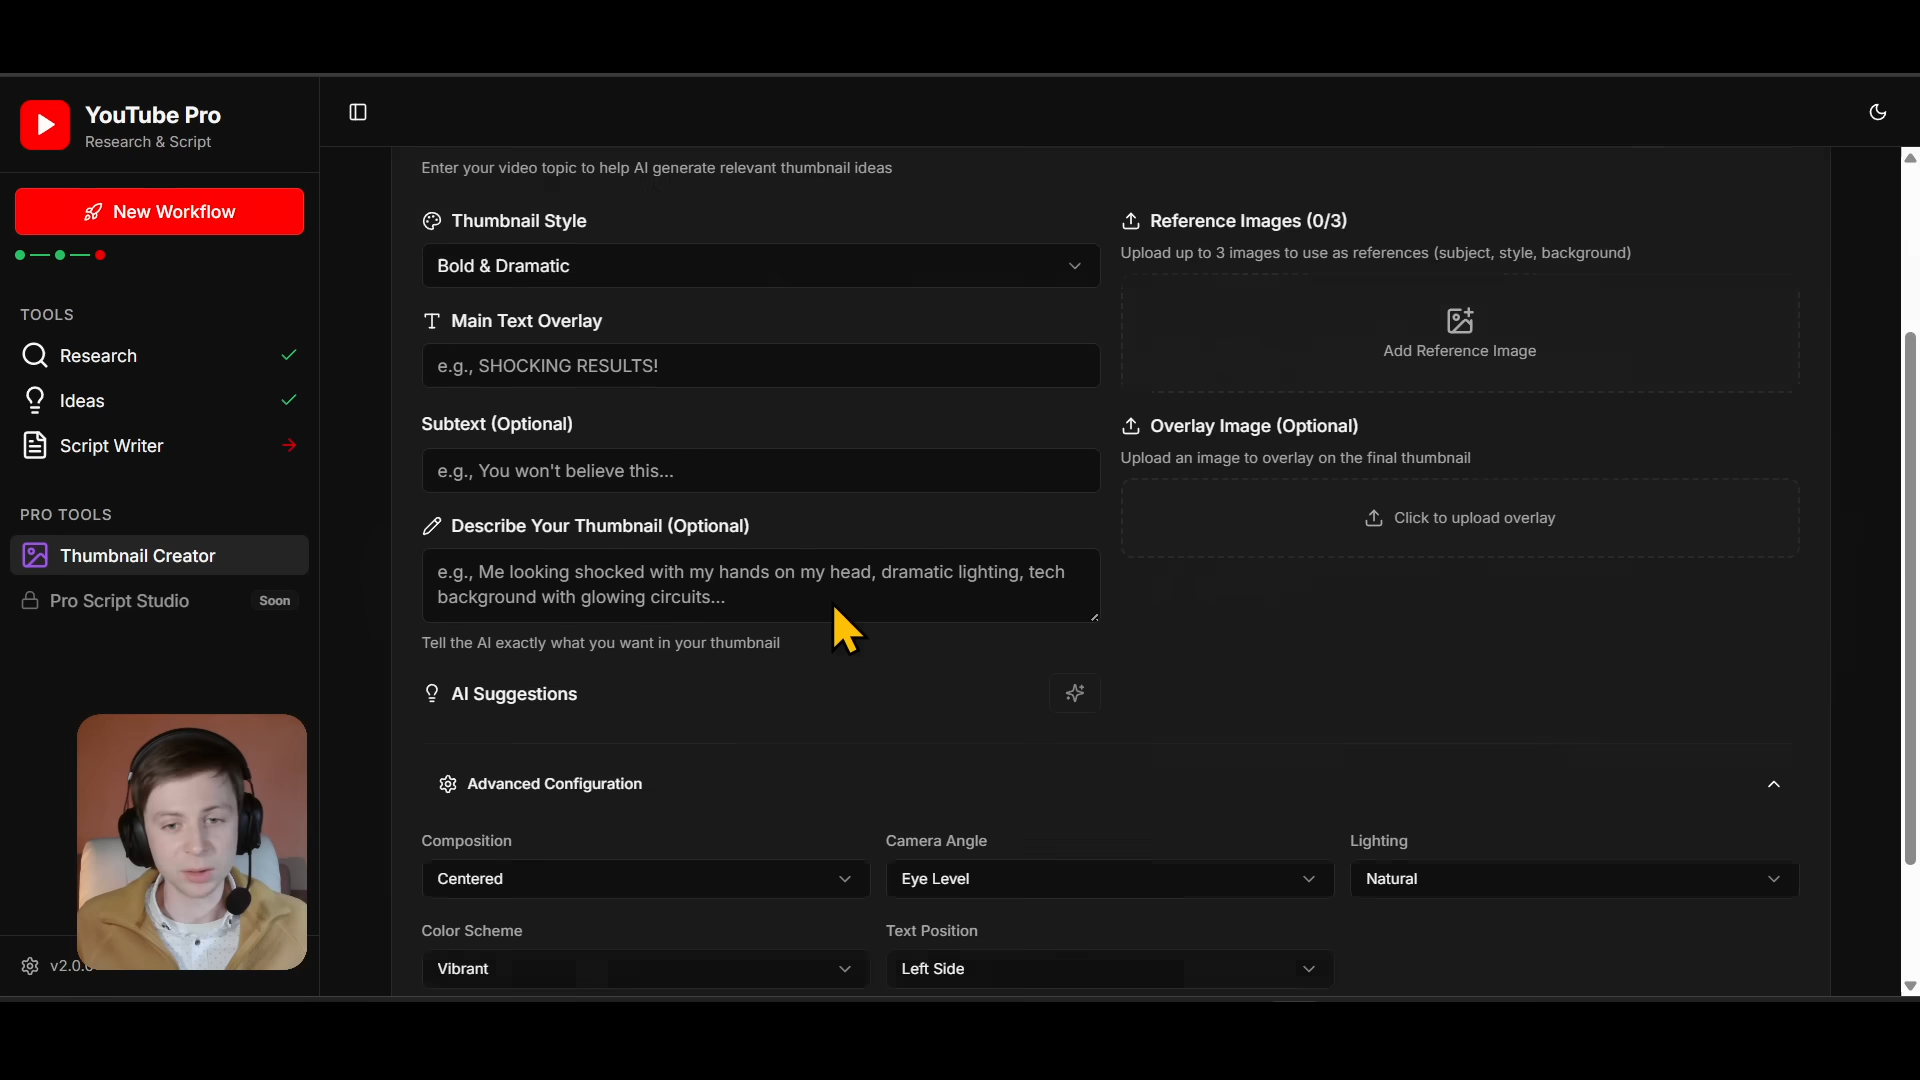 YouTube Pro
Research & Script
New Workflow
TOOLS
Research
Ideas
Script Writer
PRO TOOLS
Thumbnail Creator
Pro Script Studio
Soon
v2.0.
Enter your video topic to help AI generate relevant thumbnail ideas
Thumbnail Style
Bold & Dramatic
Main Text Overlay
e.g., SHOCKING RESULTS!
Subtext (Optional)
e.g., You won't believe this...
Describe Your Thumbnail (Optional)
e.g., Me looking shocked with my hands on my head, dramatic lighting, tech
background with glowing circuits...
Tell the AI exactly what you want in your thumbnail
AI Suggestions
Reference Images (0/3)
Upload up to 3 images to use as references (subject, style, background)
Add Reference Image
Overlay Image (Optional)
Upload an image to overlay on the final thumbnail
Click to upload overlay
Advanced Configuration
Composition
Centered
Camera Angle
Eye Level
Lighting
Natural
Color Scheme
Vibrant
Text Position
Left Side